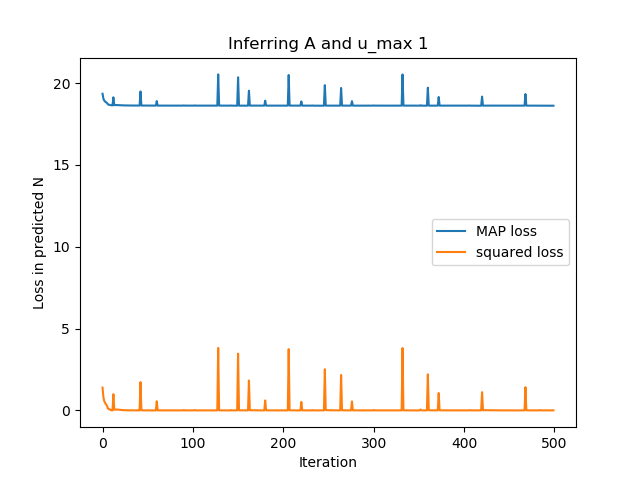 Inferring A and u_max 1
Loss in predicted N
20
15
10
5
0
MAP loss
squared loss
0 100 200 300 400 500
Iteration